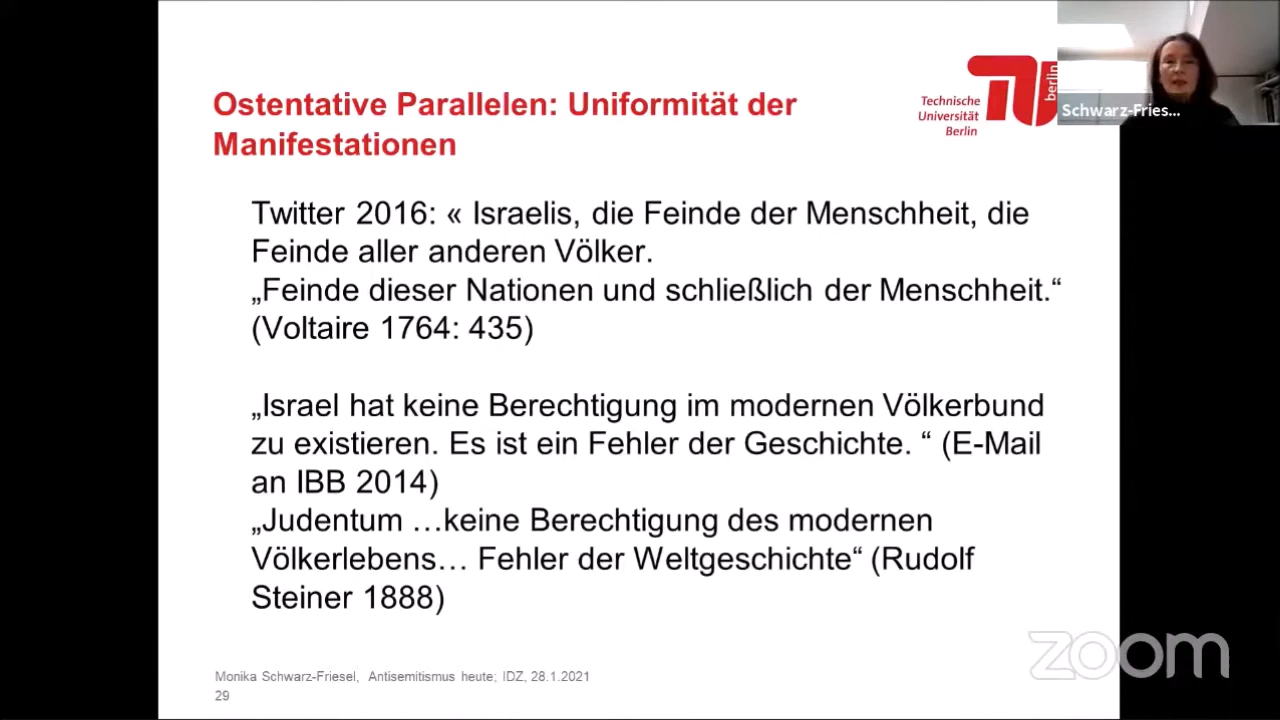 Ostentative Parallelen: Uniformität der
Manifestationen
Technische
Universität
Berlin
berlin
Schwarz-Fries...
Twitter 2016: « Israelis, die Feinde der Menschheit, die
Feinde aller anderen Völker.
„Feinde dieser Nationen und schließlich der Menschheit.“
(Voltaire 1764: 435)
„Israel hat keine Berechtigung im modernen Völkerbund
zu existieren. Es ist ein Fehler der Geschichte. “ (E-Mail
an IBB 2014)
„Judentum …keine Berechtigung des modernen
Völkerlebens… Fehler der Weltgeschichte“ (Rudolf
Steiner 1888)
zoom
Monika Schwarz-Friesel, Antisemitismus heute; IDZ, 28.1.2021
29